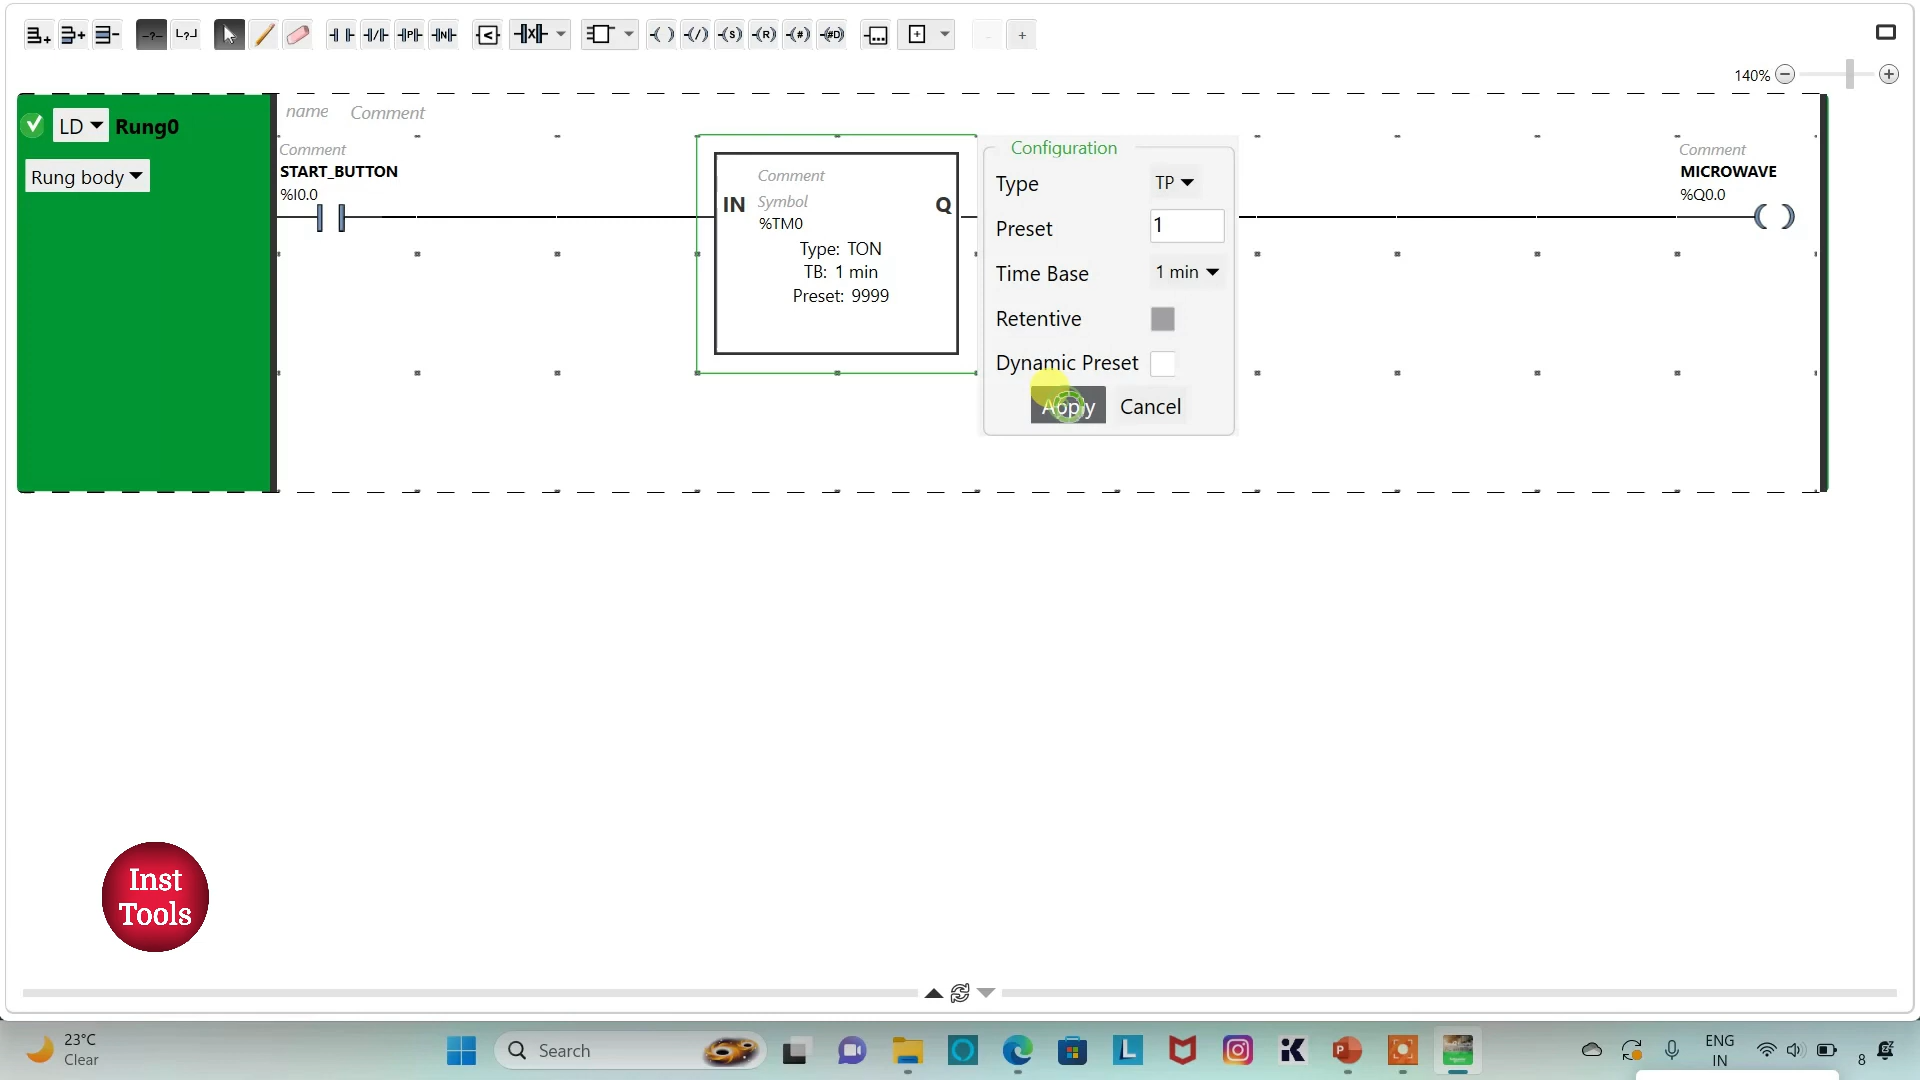 140%
LD
Rung0
Rung body
name
Comment
Comment
START_BUTTON
%I0.0
IN
Comment
Symbol
%TM0
Q
Type: TON
TB: 1 min
Preset: 9999
Configuration
Type
TP
Preset
1
Time Base
1 min
Retentive
Dynamic Preset
Apply
Cancel
Comment
MICROWAVE
%Q0.0
Inst
Tools
23°C
Clear
Search
ENG
IN
8